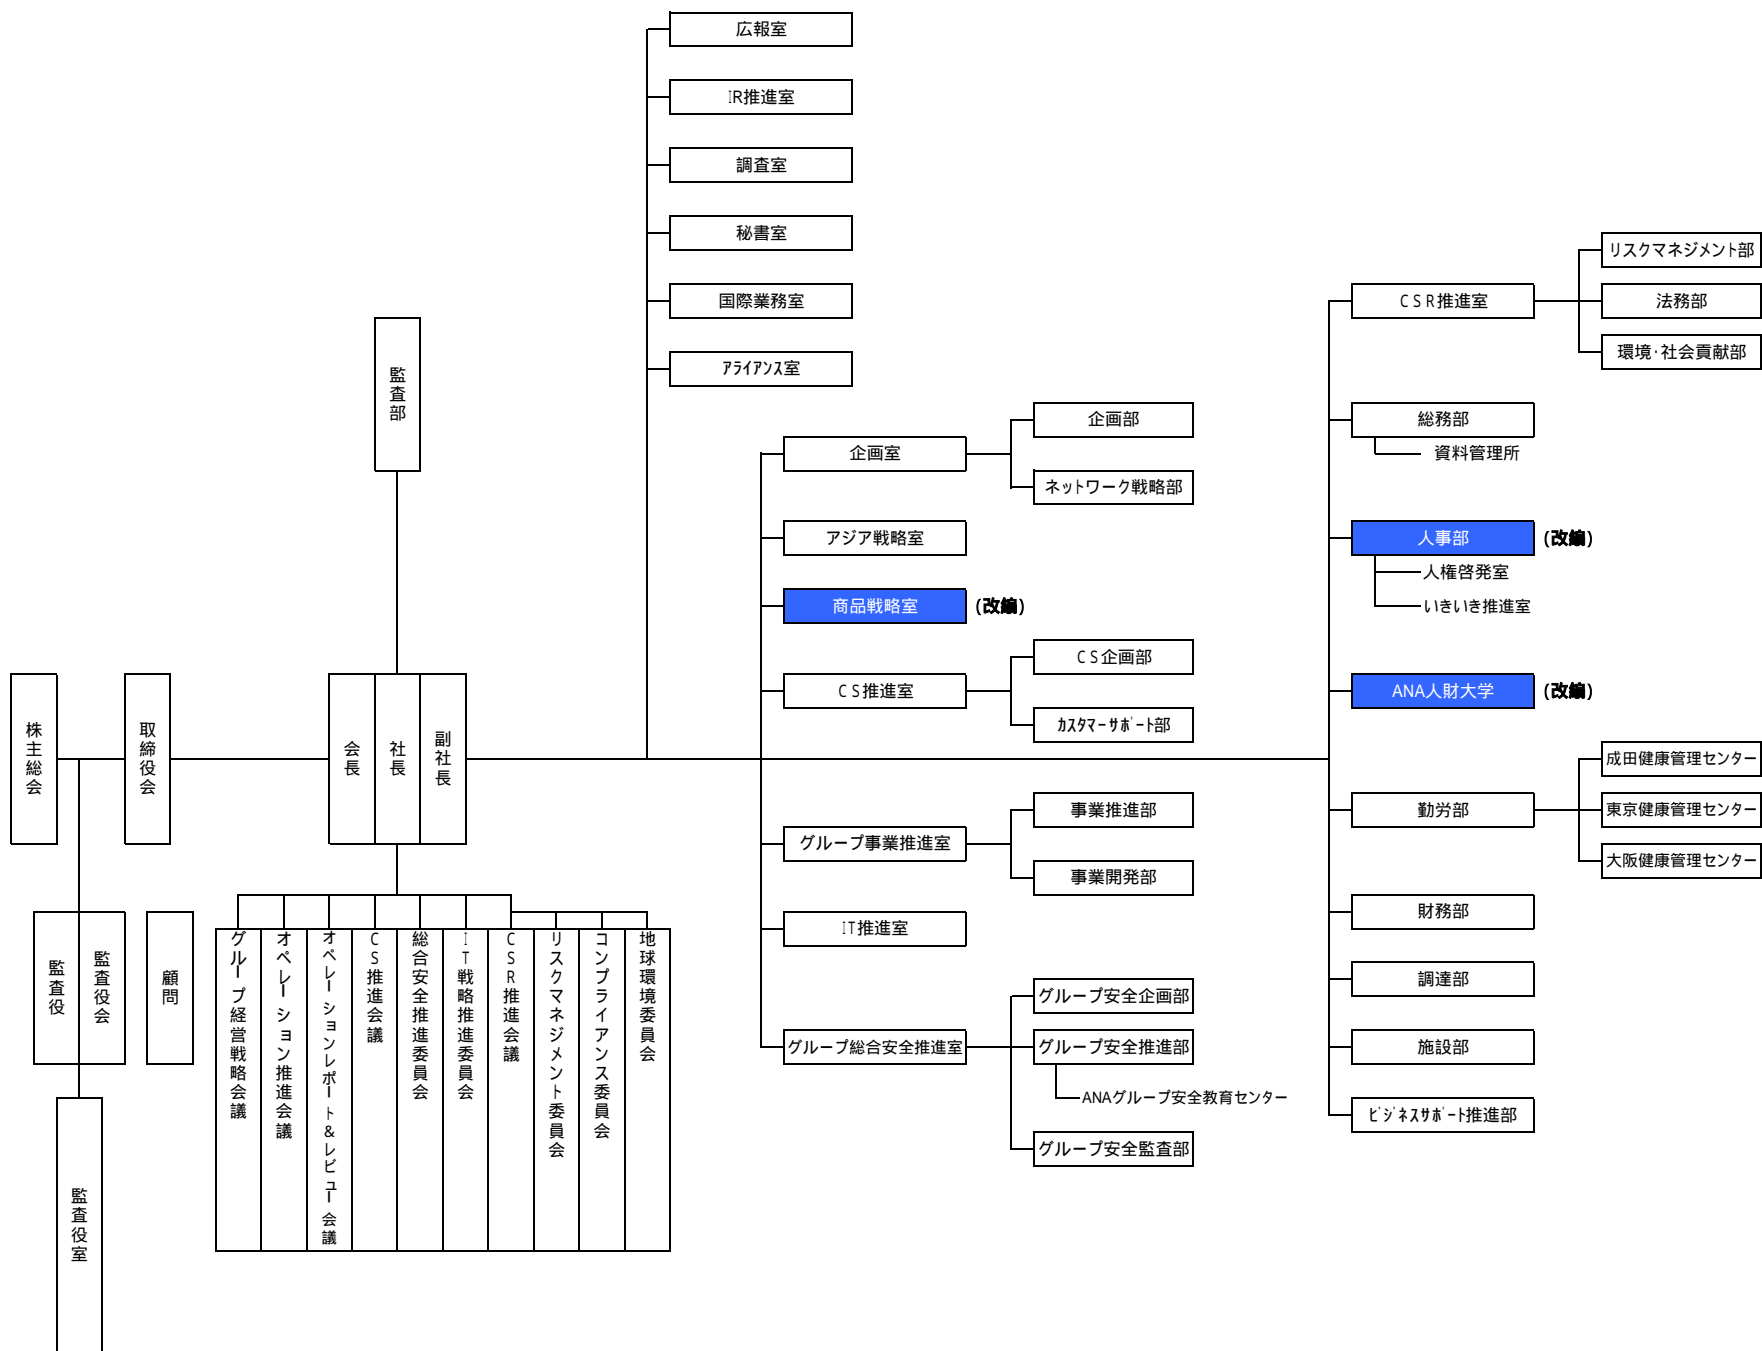 広報室
IR推進室
調査室
秘書室
国際業務室
アライアンス室
監査部
株主総会
取締役会
会長
社長
副社長
監査役
監査役会
顧問
監査役室
グループ経営戦略会議
オペレーション推進会議
オペレーションレポート&レビュー会議
CS推進会議
総合安全推進委員会
IT戦略推進委員会
CSR推進会議
リスクマネジメント委員会
コンプライアンス委員会
地球環境委員会
企画室
企画部
ネットワーク戦略部
アジア戦略室
商品戦略室 (改編)
CS推進室
CS企画部
カスタマーサポート部
グループ事業推進室
事業推進部
事業開発部
IT推進室
グループ総合安全推進室
グループ安全企画部
グループ安全推進部
ANAグループ安全教育センター
グループ安全監査部
CSR推進室
リスクマネジメント部
法務部
環境・社会貢献部
総務部
資料管理所
人事部 (改編)
人権啓発室
いきいき推進室
ANA人財大学 (改編)
勤労部
成田健康管理センター
東京健康管理センター
大阪健康管理センター
財務部
調達部
施設部
ビジネスサポート推進部